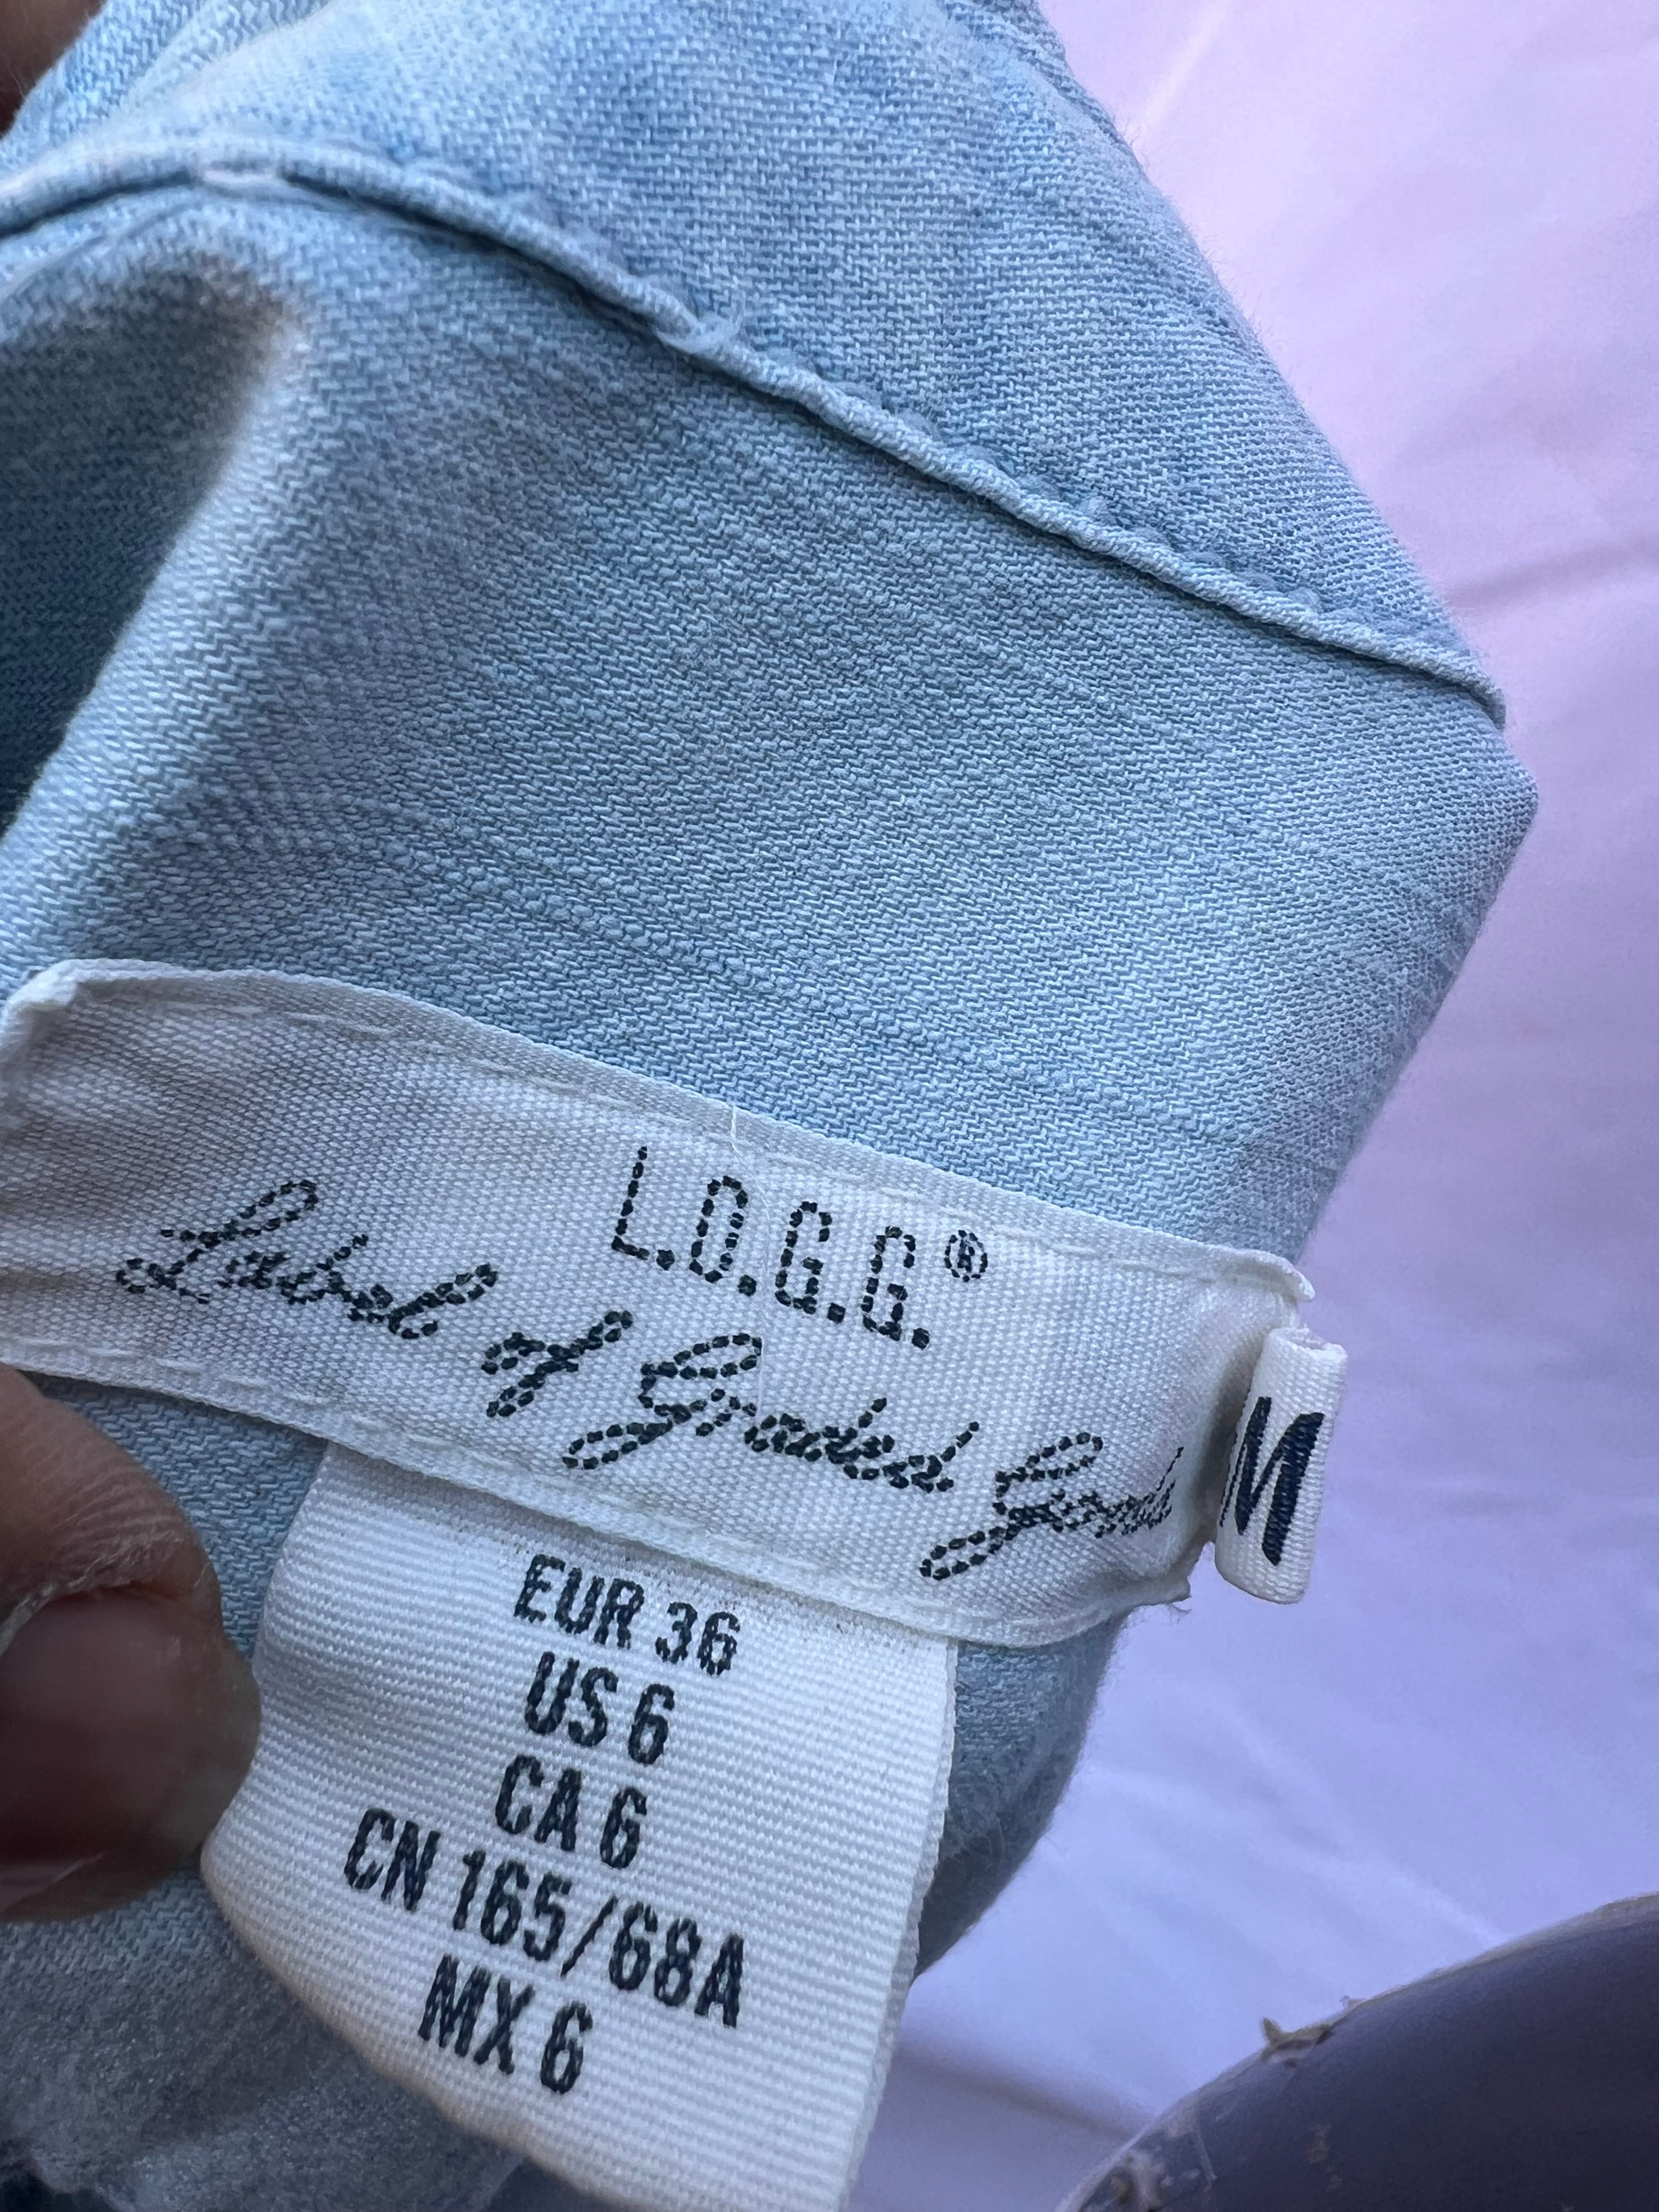 L.O.G.G.®
Label of Graded Goods
M
EUR 36
US 6
CA 6
CN 165/68A
MX 6